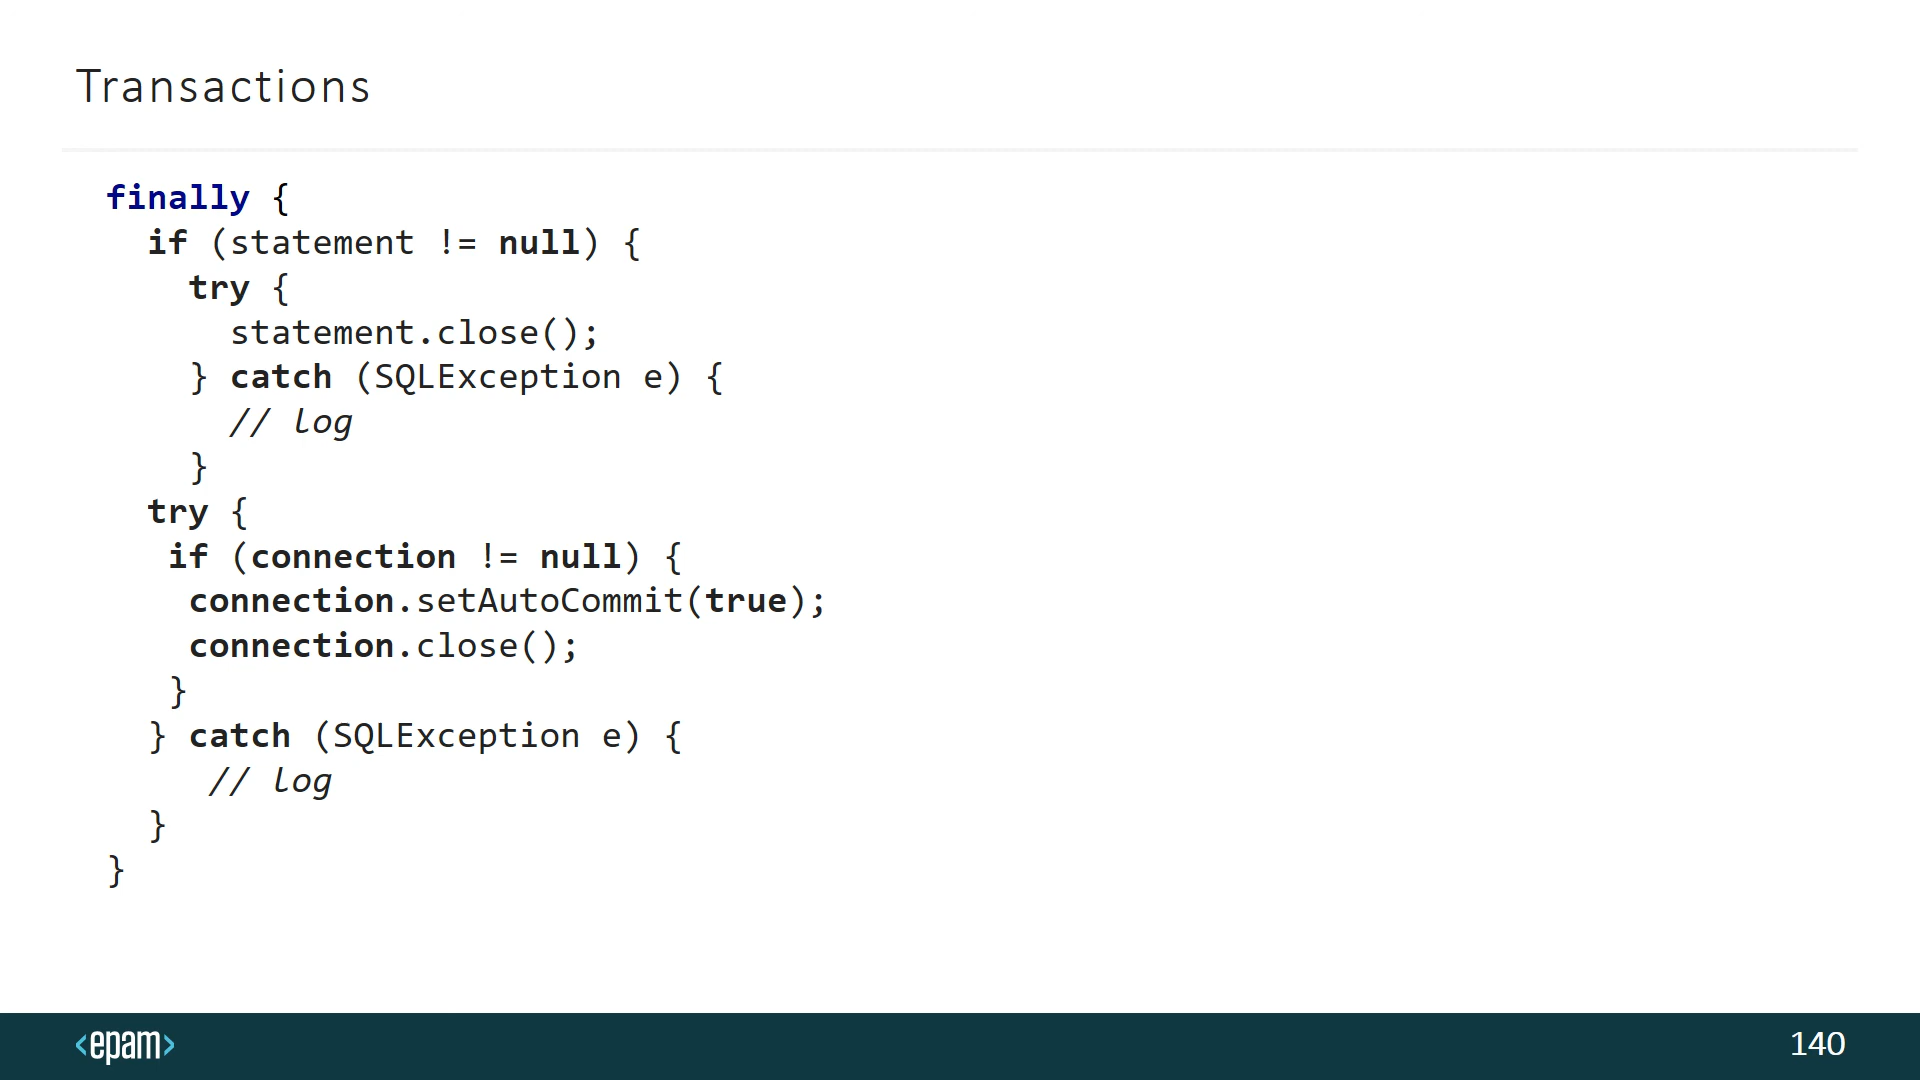 Transactions
finally {
  if (statement != null) {
    try {
      statement.close();
    } catch (SQLException e) {
      // log
    }
  try {
   if (connection != null) {
    connection.setAutoCommit(true);
    connection.close();
   }
  } catch (SQLException e) {
     // log
  }
}
<epam>
140